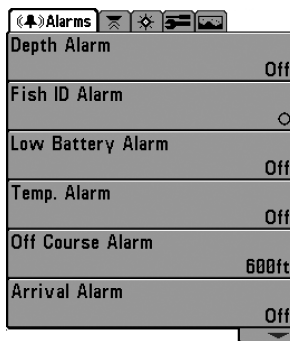 Alarms
Depth Alarm
Off
Fish ID Alarm
Low Battery Alarm
Off
Temp. Alarm
Off
Off Course Alarm
600ft
Arrival Alarm
Off